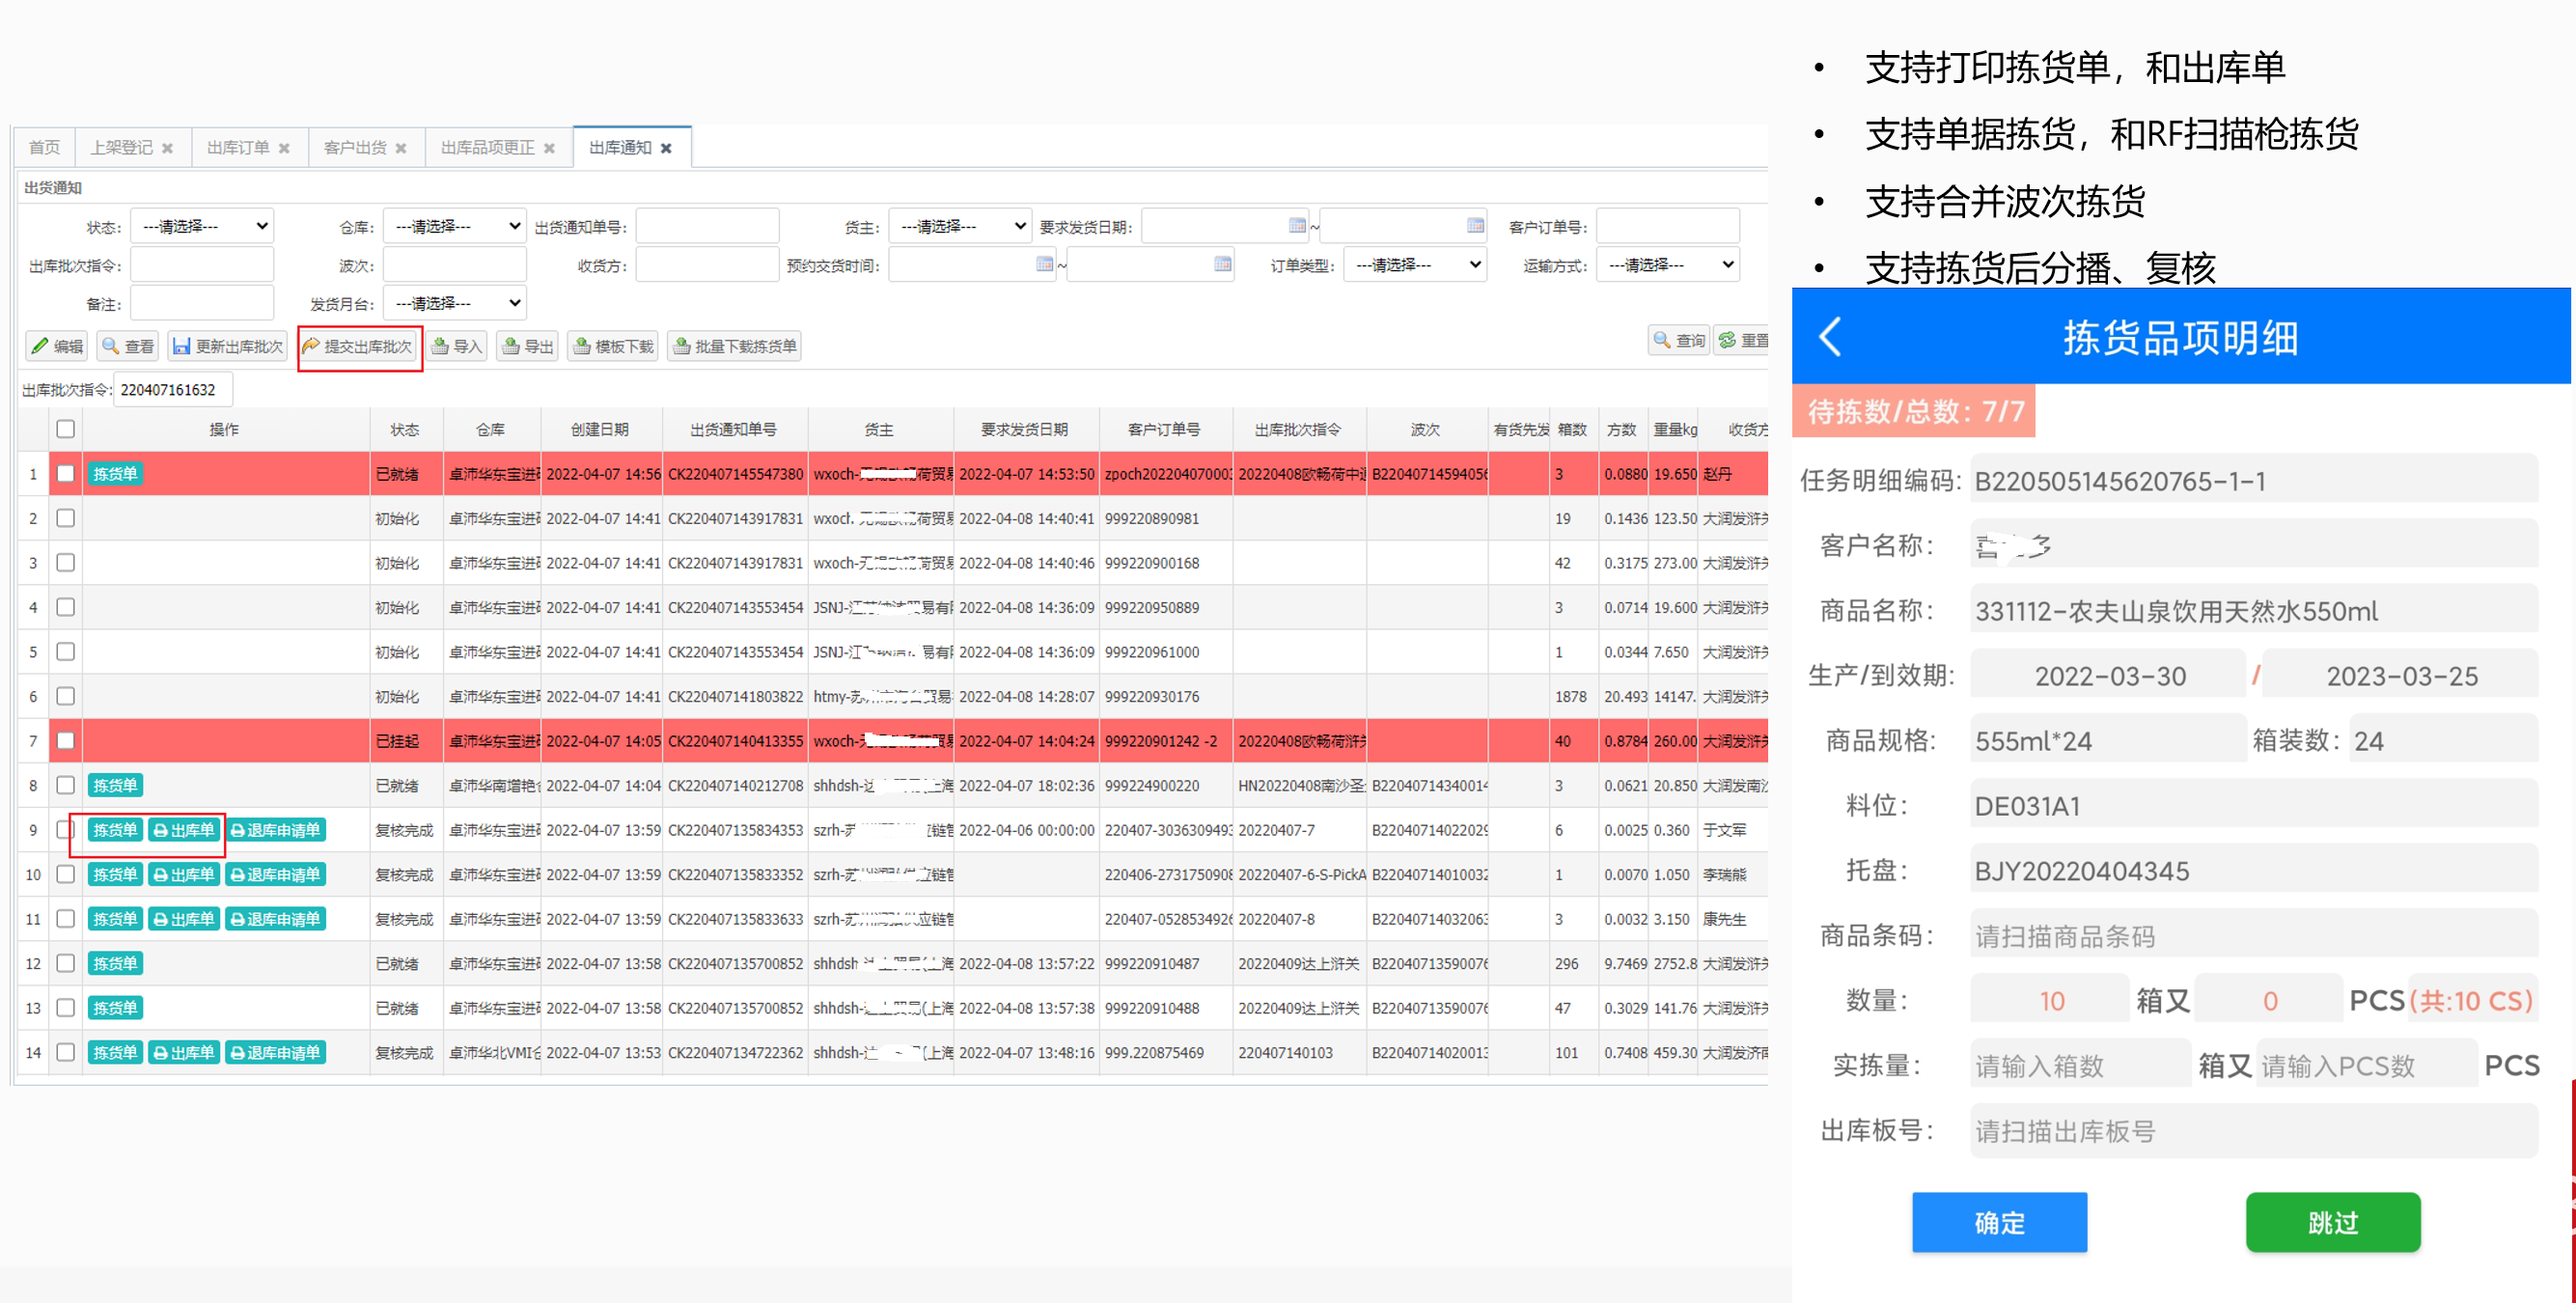 • 支持打印拣货单，和出库单
• 支持单据拣货，和RF扫描枪拣货
• 支持合并波次拣货
• 支持拣货后分播、复核
首页 上架登记 出库订单 客户出货 出库品项更正 出库通知
出货通知
状态: ---请选择--- 仓库: ---请选择--- 出货通知单号: 货主: ---请选择--- 要求发货日期: ~ 客户订单号:
出库批次指令: 波次: 收货方: 预约交货时间: ~ 订单类型: ---请选择--- 运输方式: ---请选择---
备注: 发货月台: ---请选择---
编辑 查看 更新出库批次 提交出库批次 导入 导出 模板下载 批量下载拣货单 查询 重置
出库批次指令: 220407161632
操作 状态 仓库 创建日期 出货通知单号 货主 要求发货日期 客户订单号 出库批次指令 波次 有货先发 箱数 方数 重量kg 收货方
1 拣货单 已就绪 卓沛华东宝进 2022-04-07 14:56 CK220407145547380 wxoch- 荷贸易 2022-04-07 14:53:50 zpoch202204070003 20220408欧畅荷中 B22040714594056 3 0.0880 19.650 赵丹
2 初始化 卓沛华东宝进 2022-04-07 14:41 CK220407143917831 wxoch 荷贸易 2022-04-08 14:40:41 999220890981 19 0.1436 123.50 大润发浒关
3 初始化 卓沛华东宝进 2022-04-07 14:41 CK220407143917831 wxoch- 荷贸易 2022-04-08 14:40:46 999220900168 42 0.3175 273.00 大润发浒关
4 初始化 卓沛华东宝进 2022-04-07 14:41 CK220407143553454 JSNJ- 易有 2022-04-08 14:36:09 999220950889 3 0.0714 19.600 大润发浒关
5 初始化 卓沛华东宝进 2022-04-07 14:41 CK220407143553454 JSNJ- 易有 2022-04-08 14:36:09 999220961000 1 0.0344 7.650 大润发浒关
6 初始化 卓沛华东宝进 2022-04-07 14:41 CK220407141803822 htmy- 贸易 2022-04-08 14:28:07 999220930176 1878 20.493 14147. 大润发浒关
7 已挂起 卓沛华东宝进 2022-04-07 14:05 CK220407140413355 wxoch- 2022-04-07 14:04:24 999220901242 -2 20220408欧畅荷浒关 40 0.8784 260.00 大润发浒关
8 拣货单 已就绪 卓沛华南增艳 2022-04-07 14:04 CK220407140212708 shhdsh- 上海 2022-04-07 18:02:36 999224900220 HN20220408南沙圣 B22040714340014 3 0.0621 20.850 大润发南沙
9 拣货单 出库单 退库申请单 复核完成 卓沛华东宝进 2022-04-07 13:59 CK220407135834353 szrh- 链管 2022-04-06 00:00:00 220407-3036309493 20220407-7 B22040714022029 6 0.0025 0.360 于文军
10 拣货单 出库单 退库申请单 复核完成 卓沛华东宝进 2022-04-07 13:59 CK220407135833352 szrh- 链管 220406-2731750908 20220407-6-S-PickA B22040714010032 1 0.0070 1.050 李瑞熊
11 拣货单 出库单 退库申请单 复核完成 卓沛华东宝进 2022-04-07 13:59 CK220407135833633 szrh- 应链管 220407-0528534926 20220407-8 B22040714032063 3 0.0032 3.150 康先生
12 拣货单 已就绪 卓沛华东宝进 2022-04-07 13:58 CK220407135700852 shhdsh 上海 2022-04-08 13:57:22 999220910487 20220409达上浒关 B22040713590076 296 9.7469 2752.8 大润发浒关
13 拣货单 已就绪 卓沛华东宝进 2022-04-07 13:58 CK220407135700852 shhdsh- (上海 2022-04-08 13:57:38 999220910488 20220409达上浒关 B22040713590076 47 0.3029 141.76 大润发浒关
14 拣货单 出库单 退库申请单 复核完成 卓沛华北VMI仓 2022-04-07 13:53 CK220407134722362 shhdsh- (上海 2022-04-07 13:48:16 999.220875469 220407140103 B22040714020013 101 0.7408 459.30 大润发济南
拣货品项明细
待拣数/总数: 7/7
任务明细编码: B220505145620765-1-1
客户名称:
商品名称: 331112-农夫山泉饮用天然水550ml
生产/到效期: 2022-03-30 / 2023-03-25
商品规格: 555ml*24 箱装数: 24
料位: DE031A1
托盘: BJY20220404345
商品条码: 请扫描商品条码
数量: 10 箱又 0 PCS(共:10 CS)
实拣量: 请输入箱数 箱又 请输入PCS数 PCS
出库板号: 请扫描出库板号
确定 跳过